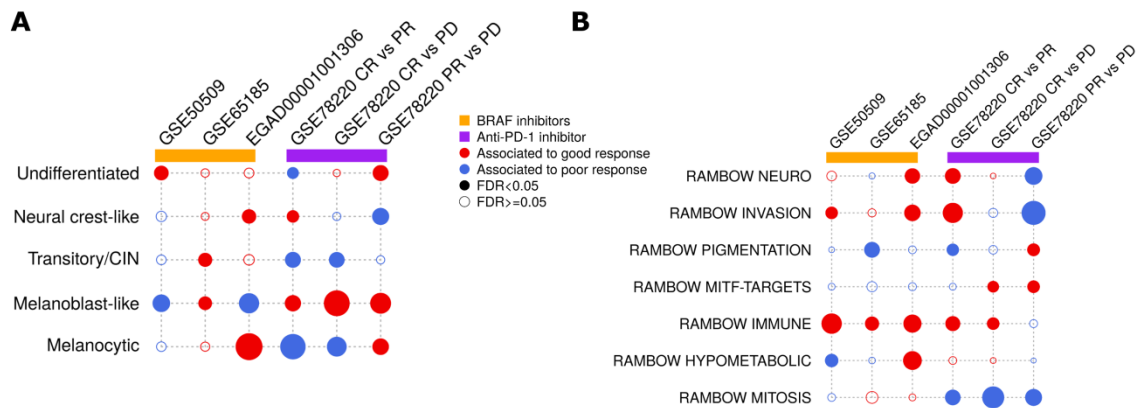 A
GSE50509
GSE65185
EGAD00001001306
GSE78220 CR vs PR
GSE78220 CR vs PD
GSE78220 PR vs PD
Undifferentiated
Neural crest-like
Transitory/CIN
Melanoblast-like
Melanocytic
BRAF inhibitors
Anti-PD-1 inhibitor
Associated to good response
Associated to poor response
FDR<0.05
FDR>=0.05
B
GSE50509
GSE65185
EGAD00001001306
GSE78220 CR vs PR
GSE78220 CR vs PD
GSE78220 PR vs PD
RAMBOW NEURO
RAMBOW INVASION
RAMBOW PIGMENTATION
RAMBOW MITF-TARGETS
RAMBOW IMMUNE
RAMBOW HYPOMETABOLIC
RAMBOW MITOSIS